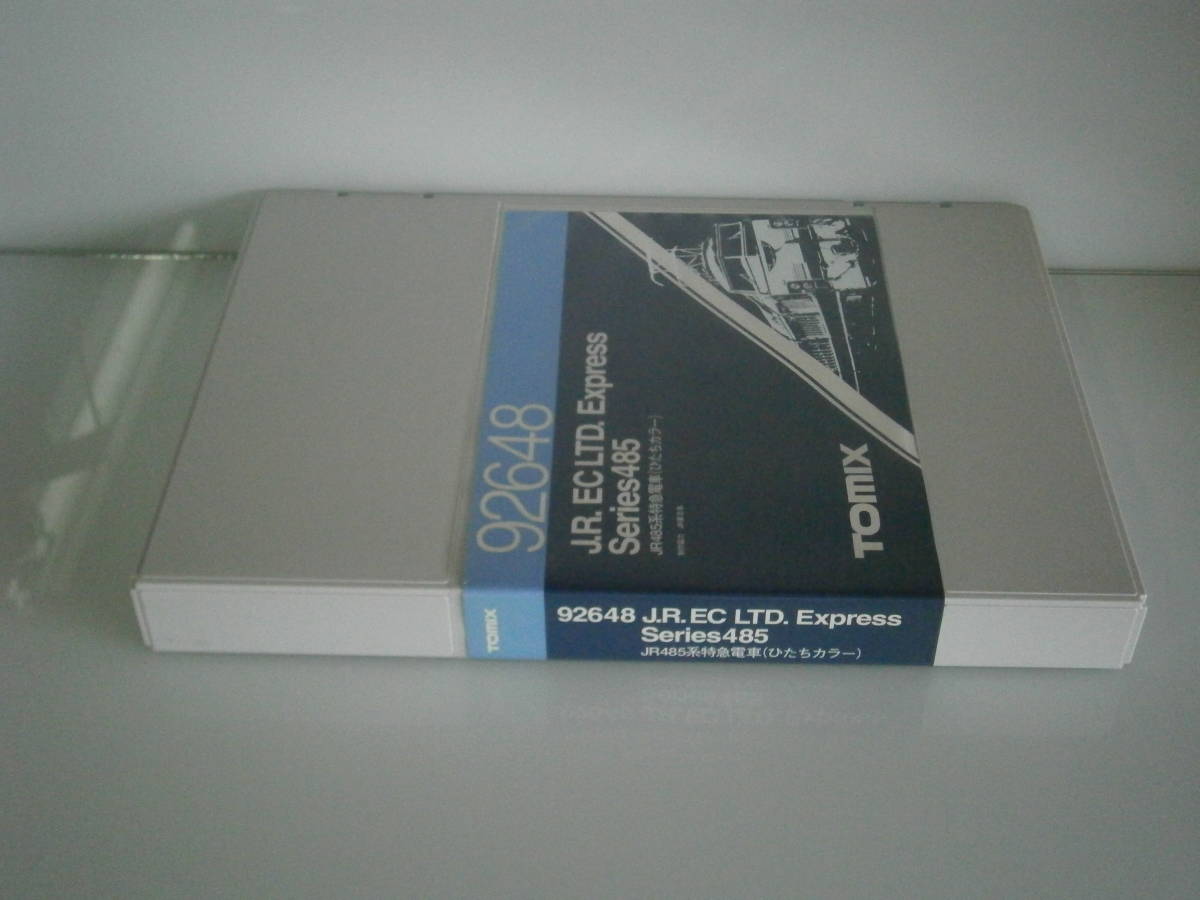 92648
J.R. EC LTD. Express
Series485
JR485系特急電車(ひたちカラー)
TOMIX
TOMIX
92648 J.R. EC LTD. Express
Series485
JR485系特急電車(ひたちカラー)